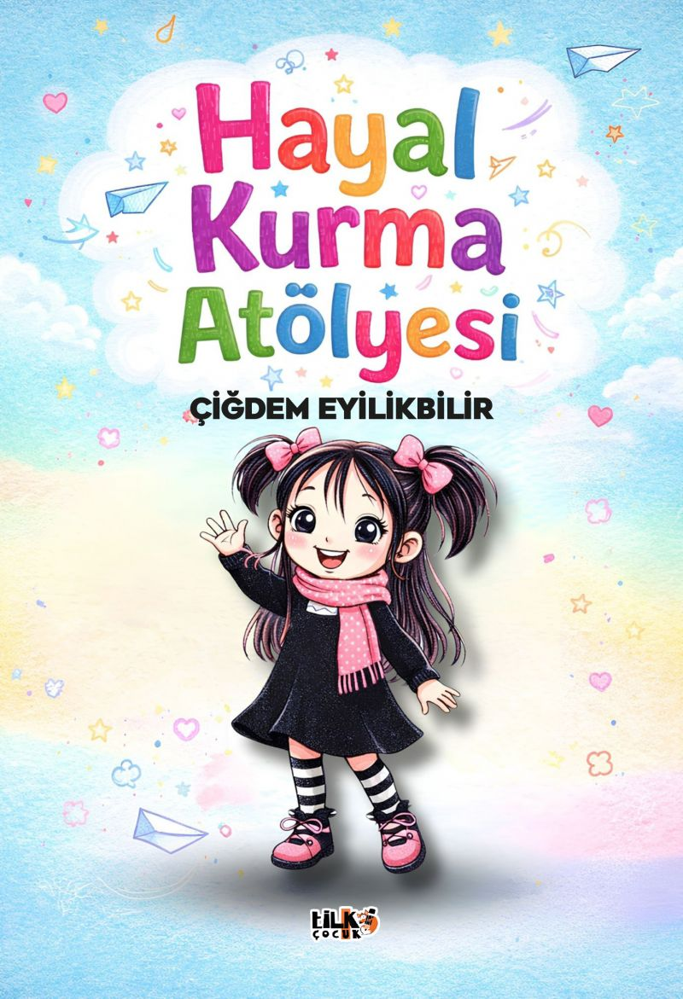 Hayal
Kurma
Atölyesi
ÇİĞDEM EYİLİKBİLİR
tilki
çocuk